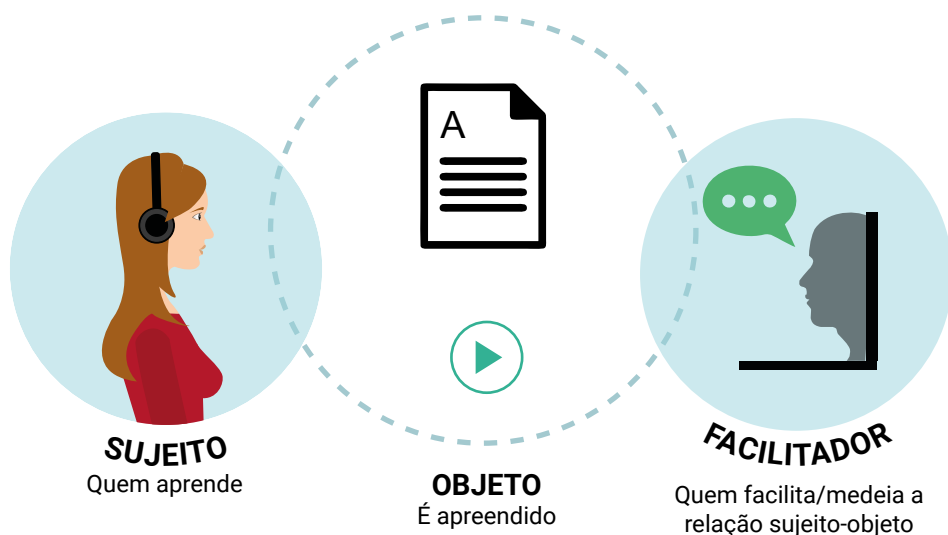 A
SUJEITO
Quem aprende
OBJETO
É apreendido
FACILITADOR
Quem facilita/medeia a
relação sujeito-objeto